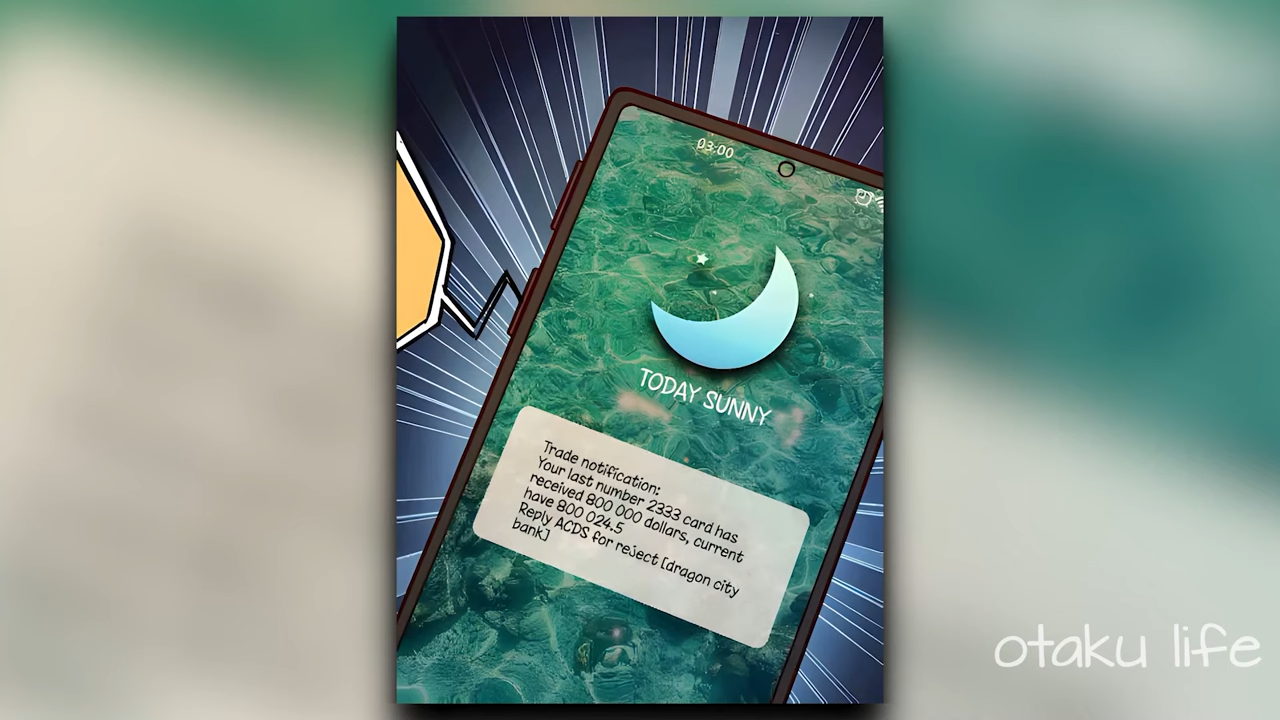 03:00
TODAY SUNNY
Trade notification:
Your last number 2333 card has
received 800 000 dollars, current
have 800 024.5
Reply ACDS for reject [dragon city
bank]
otaku life